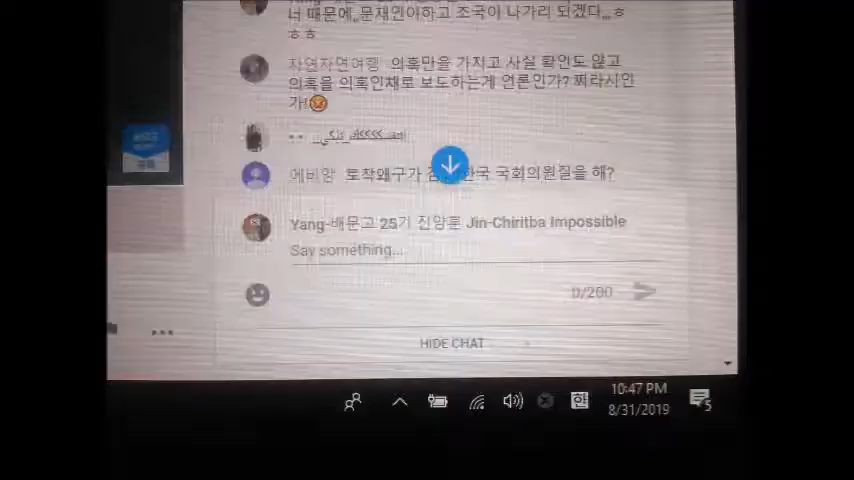 너 때문에,,문재인야하고 조국이 나가리 되겠다,,,ㅎ
ㅎㅎ
자연자연여행 의혹만을 가지고 사실 확인도 않고
의혹을 의혹인채로 보도하는게 언론인가? 찌라시인
가!
에비앙 토착왜구가 국회의원질을 해?
Yang-배문고 25기 진양훈 Jin-Chiritba Impossible
Say something...
0/200
HIDE CHAT
10:47 PM
한
8/31/2019
5